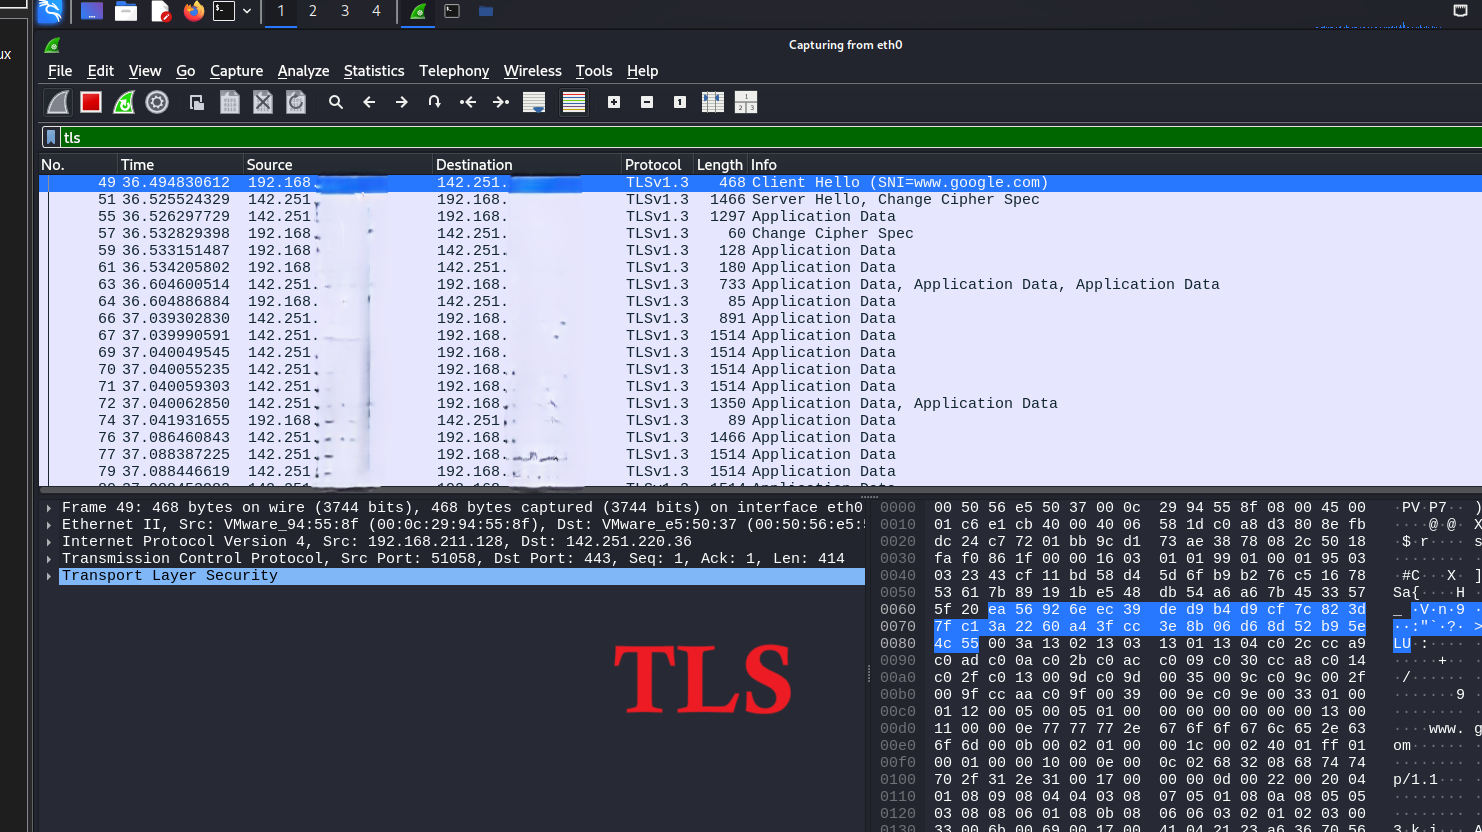 ux
1 2 3 4
Capturing from eth0
File Edit View Go Capture Analyze Statistics Telephony Wireless Tools Help
tls
No. Time Source Destination Protocol Length Info
49 36.494830612 192.168. 142.251. TLSv1.3 468 Client Hello (SNI=www.google.com)
51 36.525524329 142.251. 192.168. TLSv1.3 1466 Server Hello, Change Cipher Spec
55 36.526297729 142.251 192.168. TLSv1.3 1297 Application Data
57 36.532829398 192.168. 142.251. TLSv1.3 60 Change Cipher Spec
59 36.533151487 192.168 142.251. TLSv1.3 128 Application Data
61 36.534205802 192.168 142.251. TLSv1.3 180 Application Data
63 36.604600514 142.251. 192.168. TLSv1.3 733 Application Data, Application Data, Application Data
64 36.604886884 192.168. 142.251. TLSv1.3 85 Application Data
66 37.039302830 142.251. 192.168. TLSv1.3 891 Application Data
67 37.039990591 142.251. 192.168. TLSv1.3 1514 Application Data
69 37.040049545 142.251. 192.168. TLSv1.3 1514 Application Data
70 37.040055235 142.251. 192.168. TLSv1.3 1514 Application Data
71 37.040059303 142.251. 192.168. TLSv1.3 1514 Application Data
72 37.040062850 142.251. 192.168. TLSv1.3 1350 Application Data, Application Data
74 37.041931655 192.168. 142.251. TLSv1.3 89 Application Data
76 37.086460843 142.251. 192.168. TLSv1.3 1466 Application Data
77 37.088387225 142.251. 192.168. TLSv1.3 1514 Application Data
79 37.088446619 142.251. 192.168. TLSv1.3 1514 Application Data
Frame 49: 468 bytes on wire (3744 bits), 468 bytes captured (3744 bits) on interface eth0
Ethernet II, Src: VMware_94:55:8f (00:0c:29:94:55:8f), Dst: VMware_e5:50:37 (00:50:56:e5:
Internet Protocol Version 4, Src: 192.168.211.128, Dst: 142.251.220.36
Transmission Control Protocol, Src Port: 51058, Dst Port: 443, Seq: 1, Ack: 1, Len: 414
Transport Layer Security
TLS
0000 00 50 56 e5 50 37 00 0c 29 94 55 8f 08 00 45 00 ·PV·P7·· )
0010 01 c6 e1 cb 40 00 40 06 58 1d c0 a8 d3 80 8e fb ····@·@· X
0020 dc 24 c7 72 01 bb 9c d1 73 ae 38 78 08 2c 50 18 ·$·r···· s
0030 fa f0 86 1f 00 00 16 03 01 01 99 01 00 01 95 03 ········
0040 03 23 43 cf 11 bd 58 d4 5d 6f b9 b2 76 c5 16 78 ·#C···X· ]
0050 53 61 7b 89 19 1b e5 48 db 54 a6 a6 7b 45 33 57 Sa{····H
0060 5f 20 ea 56 92 6e ec 39 de d9 b4 d9 cf 7c 82 3d _ ·V·n·9
0070 7f c1 3a 22 60 a4 3f cc 3e 8b 06 d6 8d 52 b9 5e ··:"`·?· >
0080 4c 55 00 3a 13 02 13 03 13 01 13 04 c0 2c cc a9 LU·:····
0090 c0 ad c0 0a c0 2b c0 ac c0 09 c0 30 cc a8 c0 14 ·····+··
00a0 c0 2f c0 13 00 9d c0 9d 00 35 00 9c c0 9c 00 2f ·/······
00b0 00 9f cc aa c0 9f 00 39 00 9e c0 9e 00 33 01 00 ·······9
00c0 01 12 00 05 00 05 01 00 00 00 00 00 00 00 13 00 ········
00d0 11 00 00 0e 77 77 77 2e 67 6f 6f 67 6c 65 2e 63 ····www. g
00e0 6f 6d 00 0b 00 02 01 00 00 1c 00 02 40 01 ff 01 om······
00f0 00 01 00 00 10 00 0e 00 0c 02 68 32 08 68 74 74 ········
0100 70 2f 31 2e 31 00 17 00 00 00 0d 00 22 00 20 04 p/1.1···
0110 01 08 09 08 04 04 03 08 07 05 01 08 0a 08 05 05 ········
0120 03 08 08 06 01 08 0b 08 06 06 03 02 01 02 03 00 ········